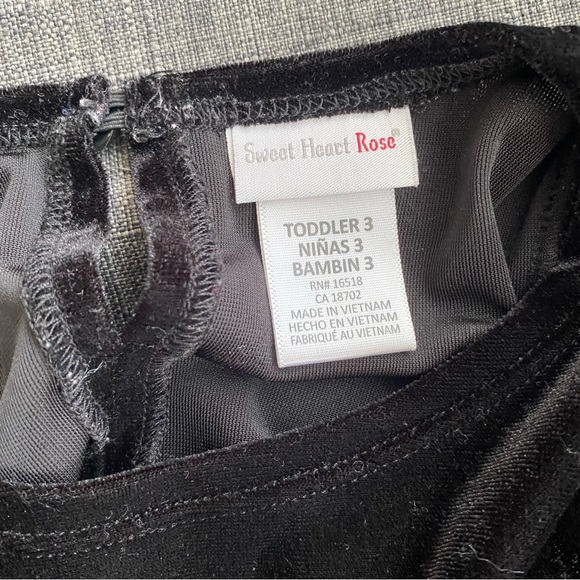 Sweet Heart Rose®
TODDLER 3
NIÑAS 3
BAMBIN 3
RN# 16518
CA 18702
MADE IN VIETNAM
HECHO EN VIETNAM
FABRIQUÉ AU VIETNAM